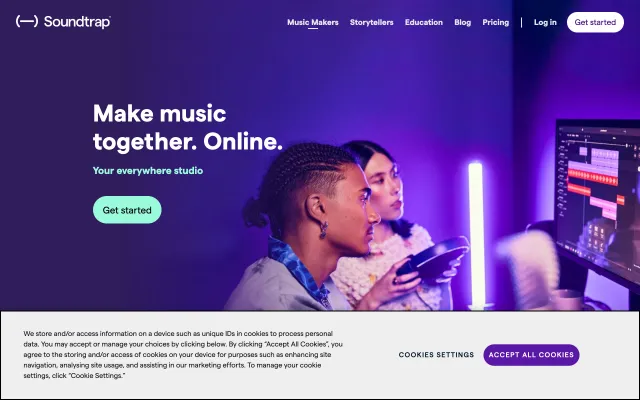 Soundtrap
Music Makers
Storytellers
Education
Blog
Pricing
Log in
Get started
Make music
together. Online.
Your everywhere studio
Get started
We store and/or access information on a device such as unique IDs in cookies to process personal
data. You may accept or manage your choices by clicking below. By clicking “Accept All Cookies”, you
agree to the storing and/or access of cookies on your device for purposes such as enhancing site
navigation, analysing site usage, and assisting in our marketing efforts. To manage your cookie
settings, click “Cookie Settings.”
COOKIES SETTINGS
ACCEPT ALL COOKIES